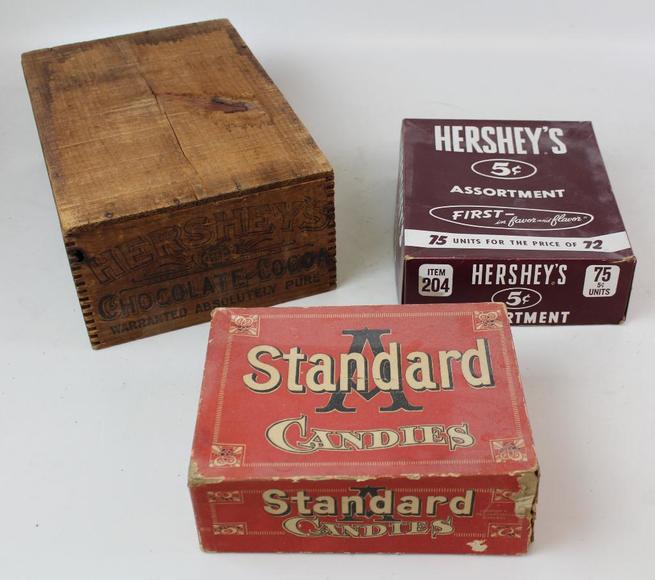 HERSHEY'S
CHOCOLATE-COCOA
WARRANTED ABSOLUTELY PURE
HERSHEY'S
5¢
ASSORTMENT
FIRST in flavor and flavor
75 UNITS FOR THE PRICE OF 72
ITEM
204
HERSHEY'S
5¢
RTMENT
75
5¢
UNITS
A
Standard
CANDIES
A
Standard
CANDIES